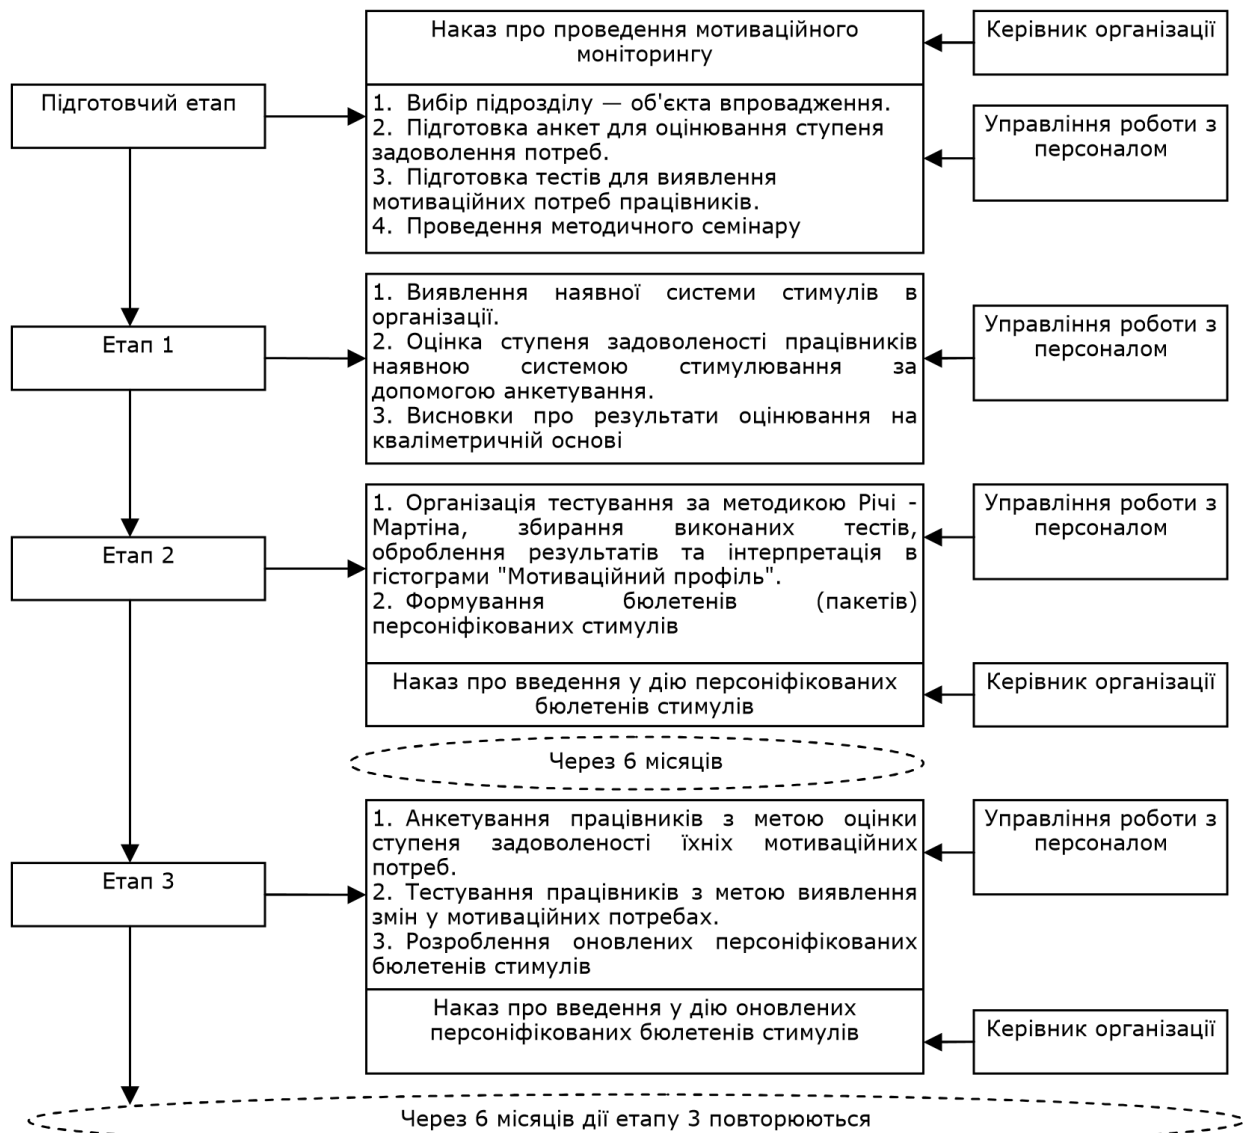 Наказ про проведення мотиваційного
моніторингу
Керівник організації
Підготовчий етап
1. Вибір підрозділу — об'єкта впровадження.
2. Підготовка анкет для оцінювання ступеня
задоволення потреб.
3. Підготовка тестів для виявлення
мотиваційних потреб працівників.
4. Проведення методичного семінару
Управління роботи з
персоналом
Етап 1
1. Виявлення наявної системи стимулів в
організації.
2. Оцінка ступеня задоволеності працівників
наявною системою стимулювання за
допомогою анкетування.
3. Висновки про результати оцінювання на
кваліметричній основі
Управління роботи з
персоналом
Етап 2
1. Організація тестування за методикою Річі -
Мартіна, збирання виконаних тестів,
оброблення результатів та інтерпретація в
гістограми "Мотиваційний профіль".
2. Формування бюлетенів (пакетів)
персоніфікованих стимулів
Управління роботи з
персоналом
Наказ про введення у дію персоніфікованих
бюлетенів стимулів
Керівник організації
Через 6 місяців
Етап 3
1. Анкетування працівників з метою оцінки
ступеня задоволеності їхніх мотиваційних
потреб.
2. Тестування працівників з метою виявлення
змін у мотиваційних потребах.
3. Розроблення оновлених персоніфікованих
бюлетенів стимулів
Управління роботи з
персоналом
Наказ про введення у дію оновлених
персоніфікованих бюлетенів стимулів
Керівник організації
Через 6 місяців дії етапу 3 повторюються